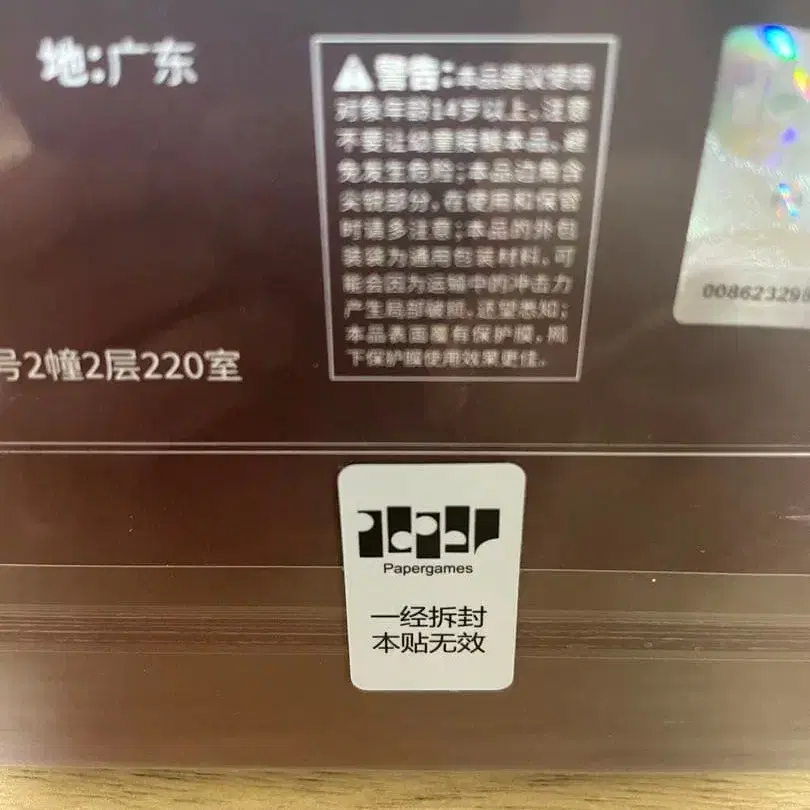 地:广东
警告:本品建议使用
对象年龄14岁以上,注意
不要让幼童接触本品,避
免发生危险;本品边角含
尖锐部分,在使用和保管
时请多注意;本品的外包
装袋为通用包装材料,可
能会因为运输中的冲击力
产生局部破损,还望悉知;
本品表面覆有保护膜,揭
下保护膜使用效果更佳。
00862329
号2幢2层220室
Paper
Papergames
一经拆封
本贴无效